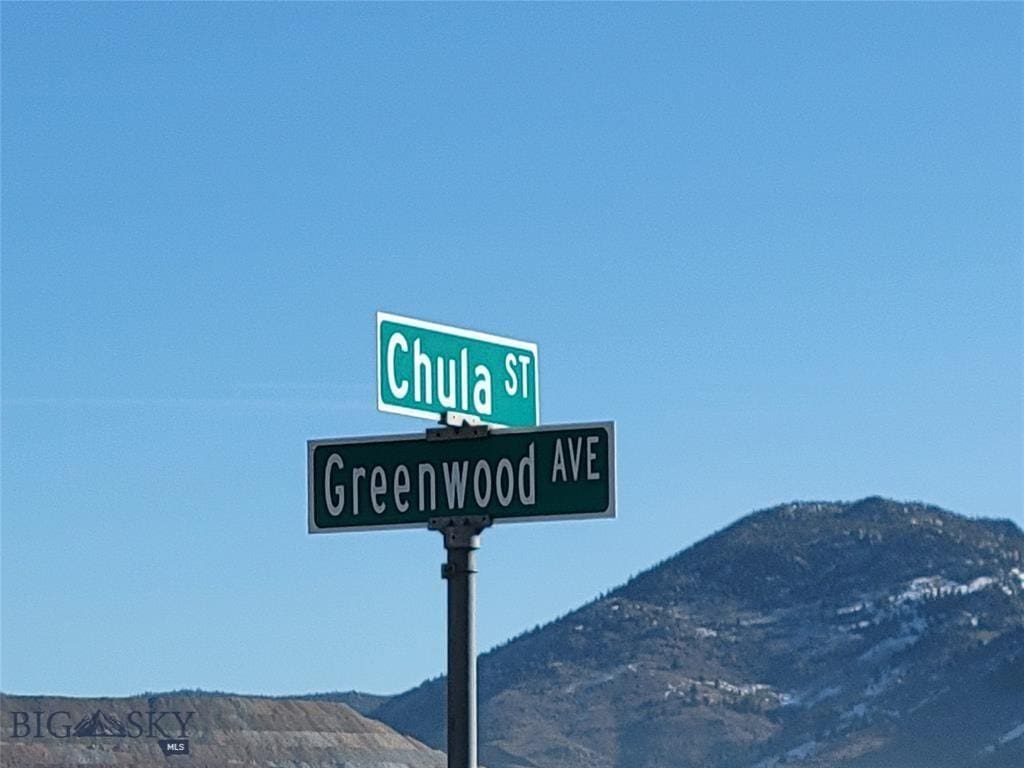 Chula ST
Greenwood AVE
BIG SKY
MLS